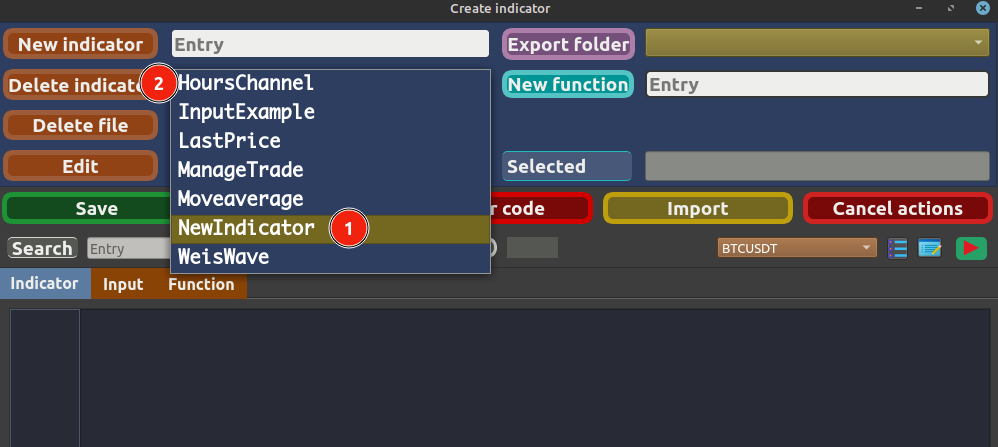 Create indicator
New indicator Entry Export folder
Delete indicato 2 HoursChannel New function Entry
InputExample
Delete file
LastPrice
Edit ManageTrade Selected
Moveaverage
Save r code Import Cancel actions
NewIndicator 1
Search Entry BTCUSDT
WeisWave
Indicator Input Function